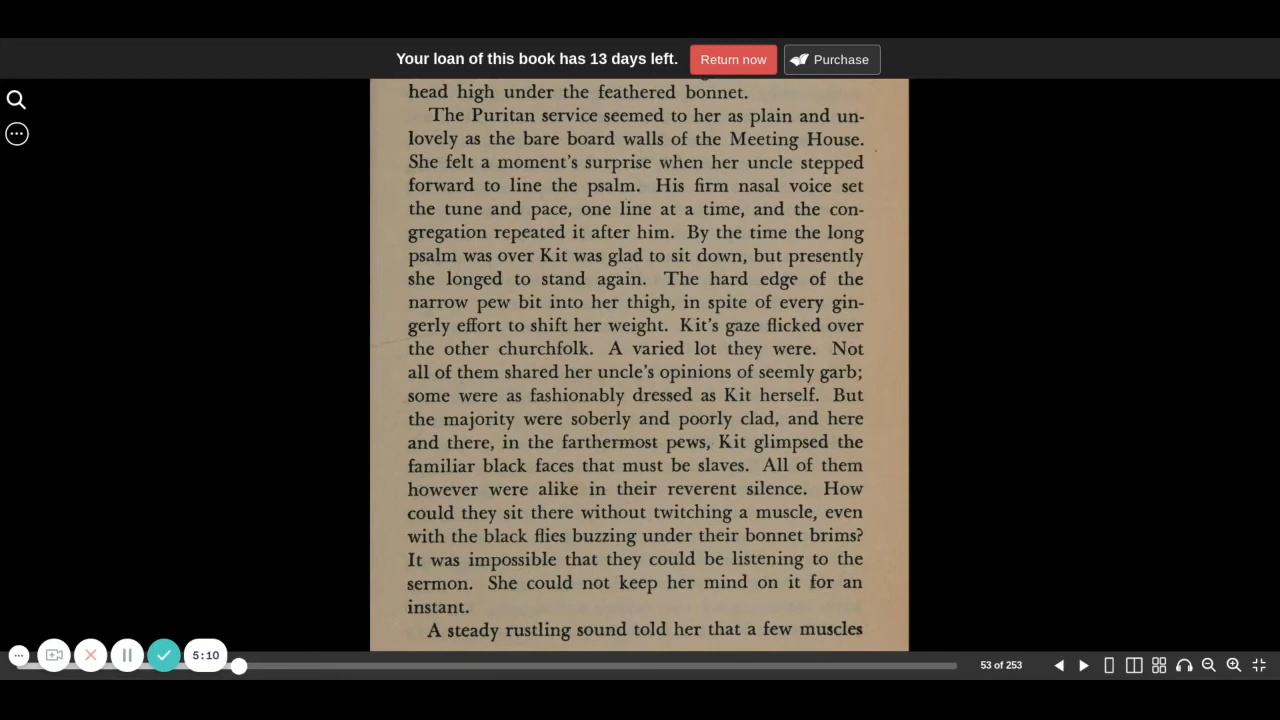 Your loan of this book has 13 days left.
Return now
Purchase
head high under the feathered bonnet.
The Puritan service seemed to her as plain and un-
lovely as the bare board walls of the Meeting House.
She felt a moment's surprise when her uncle stepped
forward to line the psalm. His firm nasal voice set
the tune and pace, one line at a time, and the con-
gregation repeated it after him. By the time the long
psalm was over Kit was glad to sit down, but presently
she longed to stand again. The hard edge of the
narrow pew bit into her thigh, in spite of every gin-
gerly effort to shift her weight. Kit's gaze flicked over
the other churchfolk. A varied lot they were. Not
all of them shared her uncle's opinions of seemly garb;
some were as fashionably dressed as Kit herself. But
the majority were soberly and poorly clad, and here
and there, in the farthermost pews, Kit glimpsed the
familiar black faces that must be slaves. All of them
however were alike in their reverent silence. How
could they sit there without twitching a muscle, even
with the black flies buzzing under their bonnet brims?
It was impossible that they could be listening to the
sermon. She could not keep her mind on it for an
instant.
A steady rustling sound told her that a few muscles
5:10
53 of 253